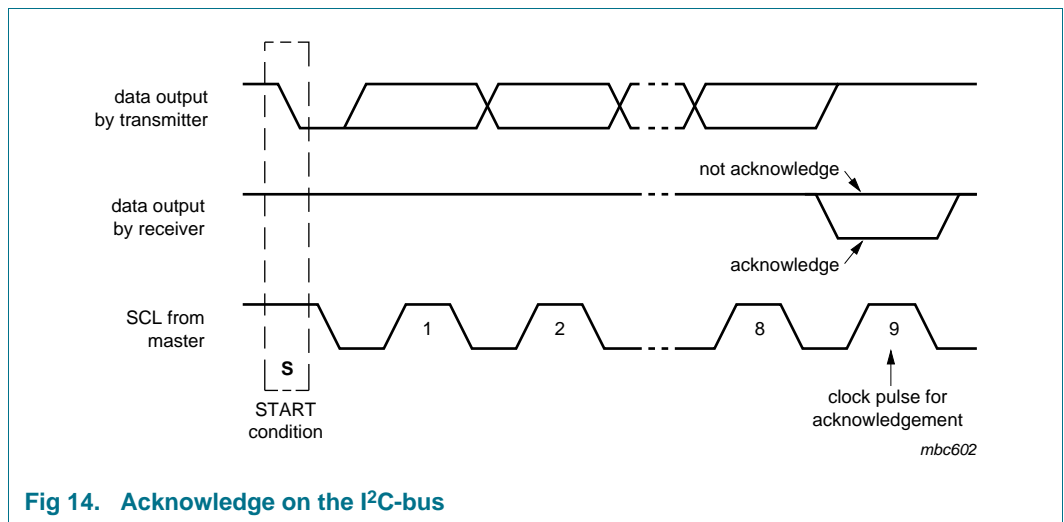 data output
by transmitter
not acknowledge
data output
by receiver
acknowledge
SCL from
master
1
2
8
9
S
START
condition
clock pulse for
acknowledgement
mbc602
Fig 14. Acknowledge on the I²C-bus